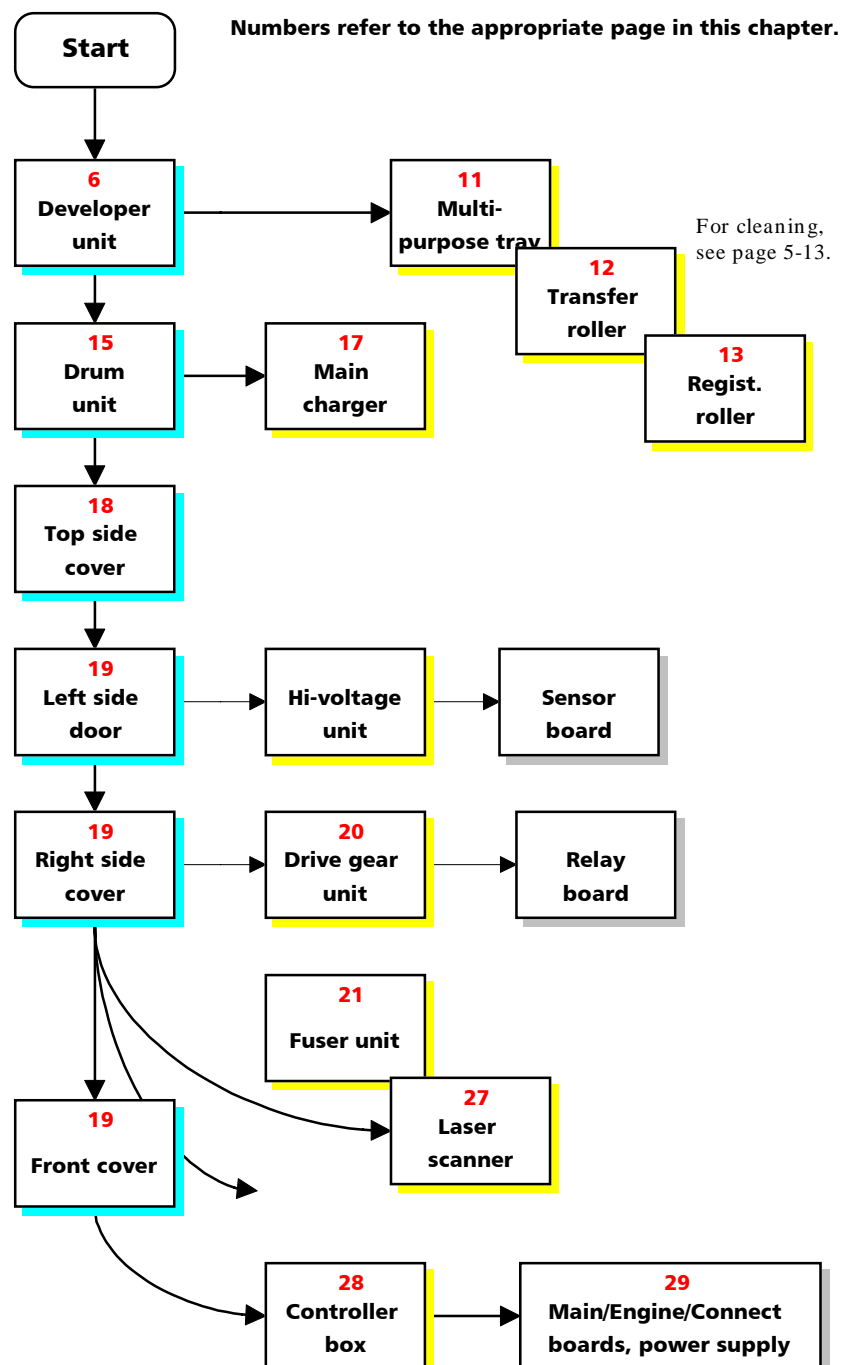 Numbers refer to the appropriate page in this chapter.
Start
6
Developer
unit
11
Multi-
purpose tray
For cleaning,
see page 5-13.
12
Transfer
roller
13
Regist.
roller
15
Drum
unit
17
Main
charger
18
Top side
cover
19
Left side
door
Hi-voltage
unit
Sensor
board
19
Right side
cover
20
Drive gear
unit
Relay
board
21
Fuser unit
27
Laser
scanner
19
Front cover
28
Controller
box
29
Main/Engine/Connect
boards, power supply